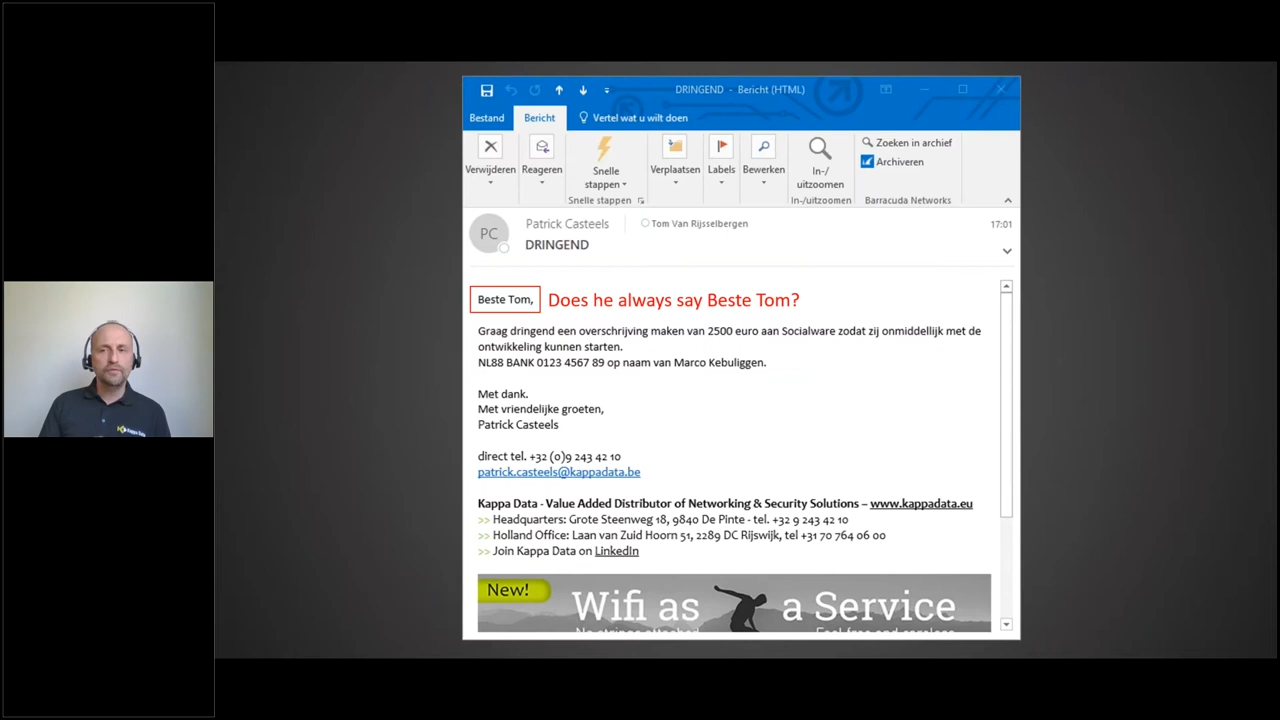 DRINGEND - Bericht (HTML)
Bestand
Bericht
Vertel wat u wilt doen
Verwijderen
Reageren
Snelle
stappen
Snelle stappen
Verplaatsen
Labels
Bewerken
In-/
uitzoomen
In-/uitzoomen
Zoeken in archief
Archiveren
Barracuda Networks
PC
Patrick Casteels
Tom Van Rijsselbergen
17:01
DRINGEND
Beste Tom,
Does he always say Beste Tom?
Graag dringend een overschrijving maken van 2500 euro aan Socialware zodat zij onmiddellijk met de
ontwikkeling kunnen starten.
NL88 BANK 0123 4567 89 op naam van Marco Kebuliggen.
Met dank.
Met vriendelijke groeten,
Patrick Casteels
direct tel. +32 (0)9 243 42 10
patrick.casteels@kappadata.be
Kappa Data - Value Added Distributor of Networking & Security Solutions – www.kappadata.eu
>> Headquarters: Grote Steenweg 18, 9840 De Pinte - tel. +32 9 243 42 10
>> Holland Office: Laan van Zuid Hoorn 51, 2289 DC Rijswijk, tel +31 70 764 06 00
>> Join Kappa Data on LinkedIn
New!
Wifi as a Service